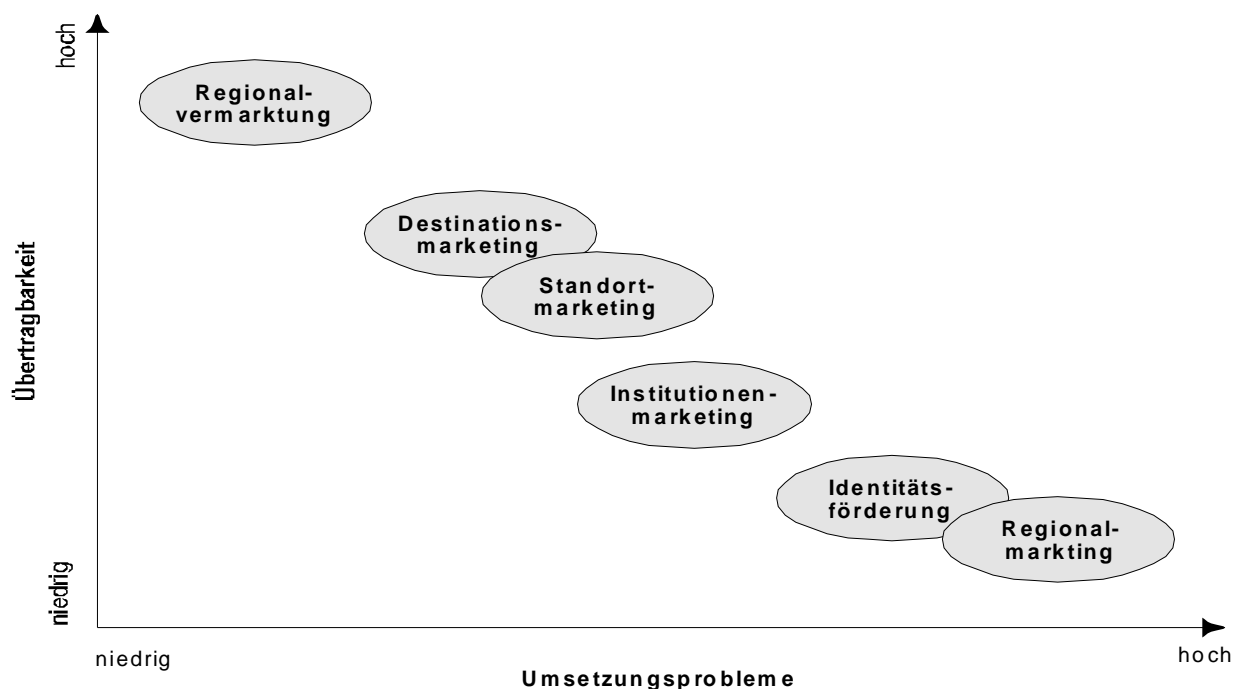 hoch
Regional-
vermarktung
Destinations-
marketing
Standort-
marketing
Übertragbarkeit
Institutionen-
marketing
Identitäts-
förderung
Regional-
markting
niedrig
niedrig
hoch
Umsetzungsprobleme